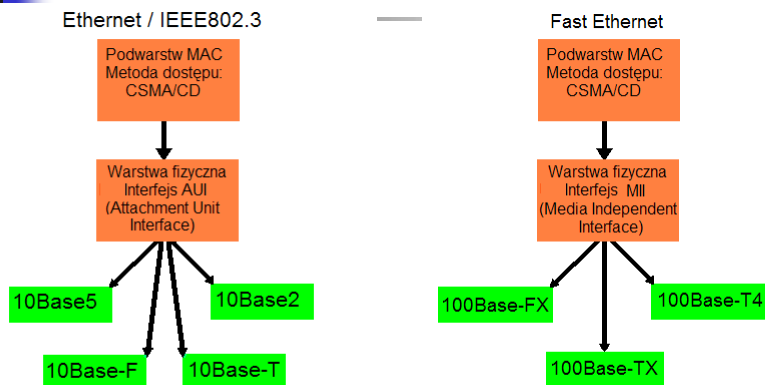 Ethernet / IEEE802.3
Podwarstw MAC
Metoda dostępu:
CSMA/CD
Warstwa fizyczna
Interfejs AUI
(Attachment Unit
Interface)
10Base5
10Base2
10Base-F
10Base-T
Fast Ethernet
Podwarstw MAC
Metoda dostępu:
CSMA/CD
Warstwa fizyczna
Interfejs MII
(Media Independent
Interface)
100Base-FX
100Base-T4
100Base-TX